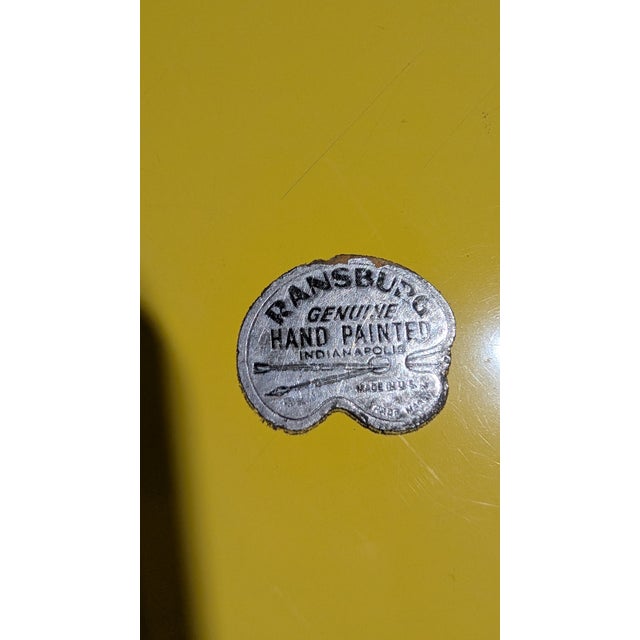 RANSBURG
GENUINE
HAND PAINTED
INDIANAPOLIS
MADE IN U.S.